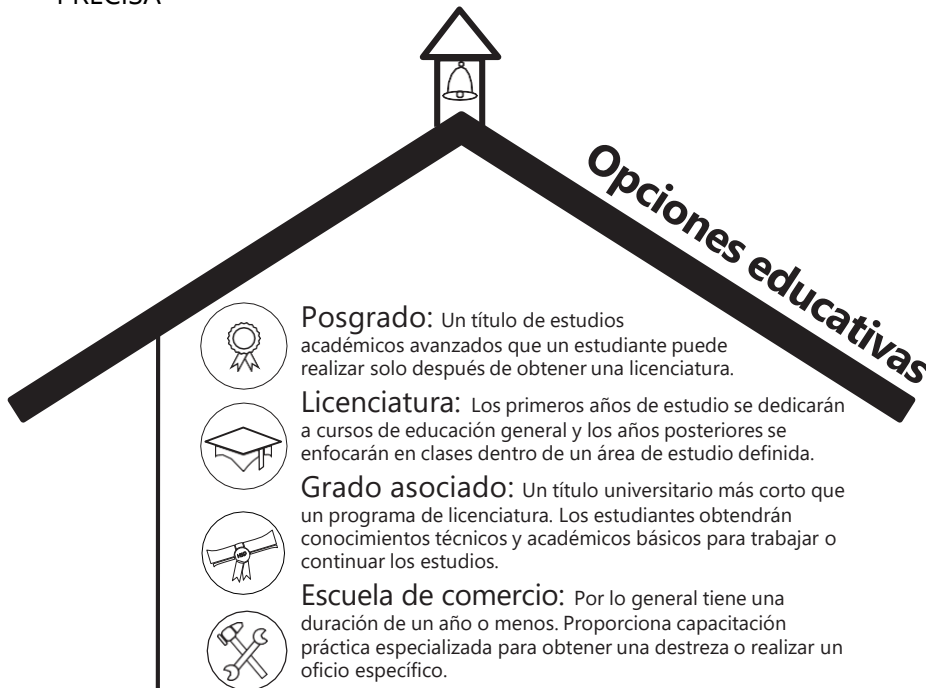 Opciones educativas
Posgrado: Un título de estudios
académicos avanzados que un estudiante puede
realizar solo después de obtener una licenciatura.
Licenciatura: Los primeros años de estudio se dedicarán
a cursos de educación general y los años posteriores se
enfocarán en clases dentro de un área de estudio definida.
Grado asociado: Un título universitario más corto que
un programa de licenciatura. Los estudiantes obtendrán
conocimientos técnicos y académicos básicos para trabajar o
continuar los estudios.
Escuela de comercio: Por lo general tiene una
duración de un año o menos. Proporciona capacitación
práctica especializada para obtener una destreza o realizar un
oficio específico.